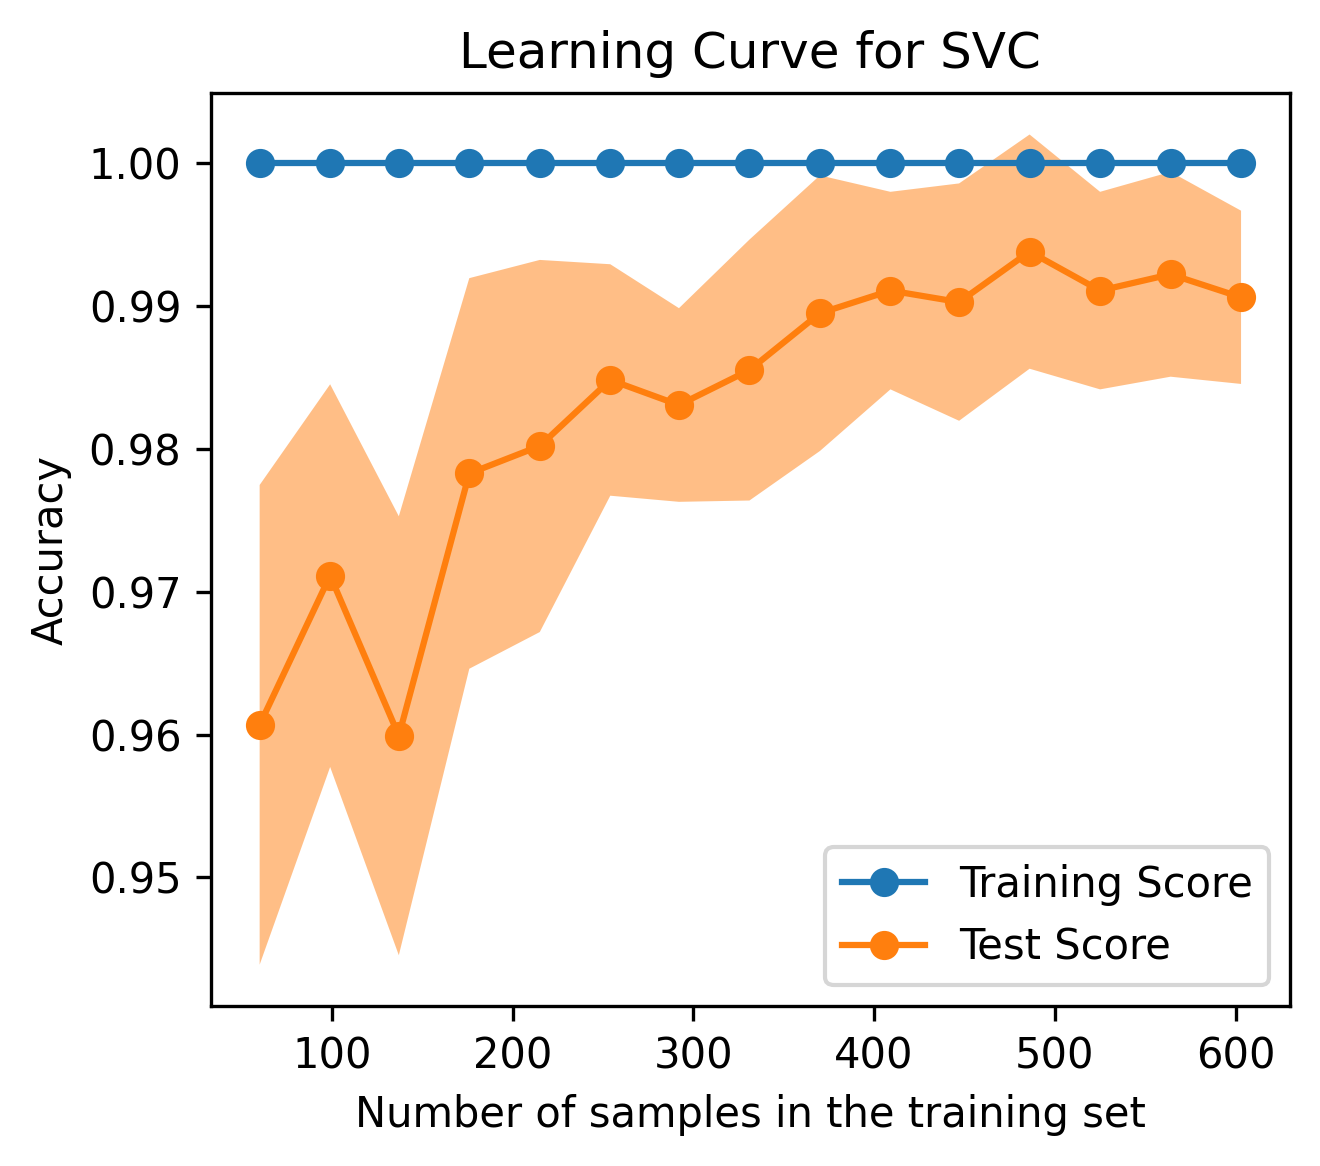 Learning Curve for SVC
1.00
0.99
0.98
0.97
0.96
0.95
Accuracy
Training Score
Test Score
100 200 300 400 500 600
Number of samples in the training set